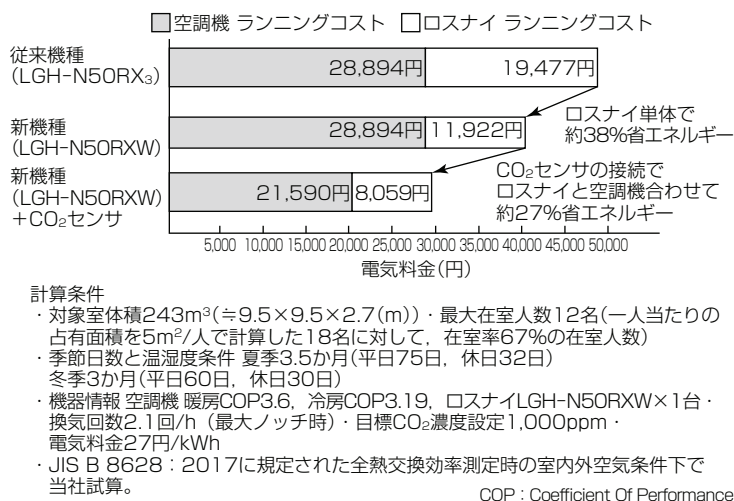 空調機 ランニングコスト ロスナイ ランニングコスト
従来機種
(LGH-N50RX₃)
28,894円 19,477円
ロスナイ単体で
約38%省エネルギー
新機種
(LGH-N50RXW)
28,894円 11,922円
新機種
(LGH-N50RXW)
+CO₂センサ
21,590円 8,059円
CO₂センサの接続で
ロスナイと空調機合わせて
約27%省エネルギー
5,000 10,000 15,000 20,000 25,000 30,000 35,000 40,000 45,000 50,000
電気料金(円)
計算条件
・対象室体積243m³(≒9.5×9.5×2.7(m))・最大在室人数12名(一人当たりの
占有面積を5m²/人で計算した18名に対して，在室率67%の在室人数)
・季節日数と温湿度条件 夏季3.5か月(平日75日，休日32日)
冬季3か月(平日60日，休日30日)
・機器情報 空調機 暖房COP3.6，冷房COP3.19，ロスナイLGH-N50RXW×1台・
換気回数2.1回/h（最大ノッチ時）・目標CO₂濃度設定1,000ppm・
電気料金27円/kWh
・JIS B 8628：2017に規定された全熱交換効率測定時の室内外空気条件下で
当社試算。
COP：Coefficient Of Performance